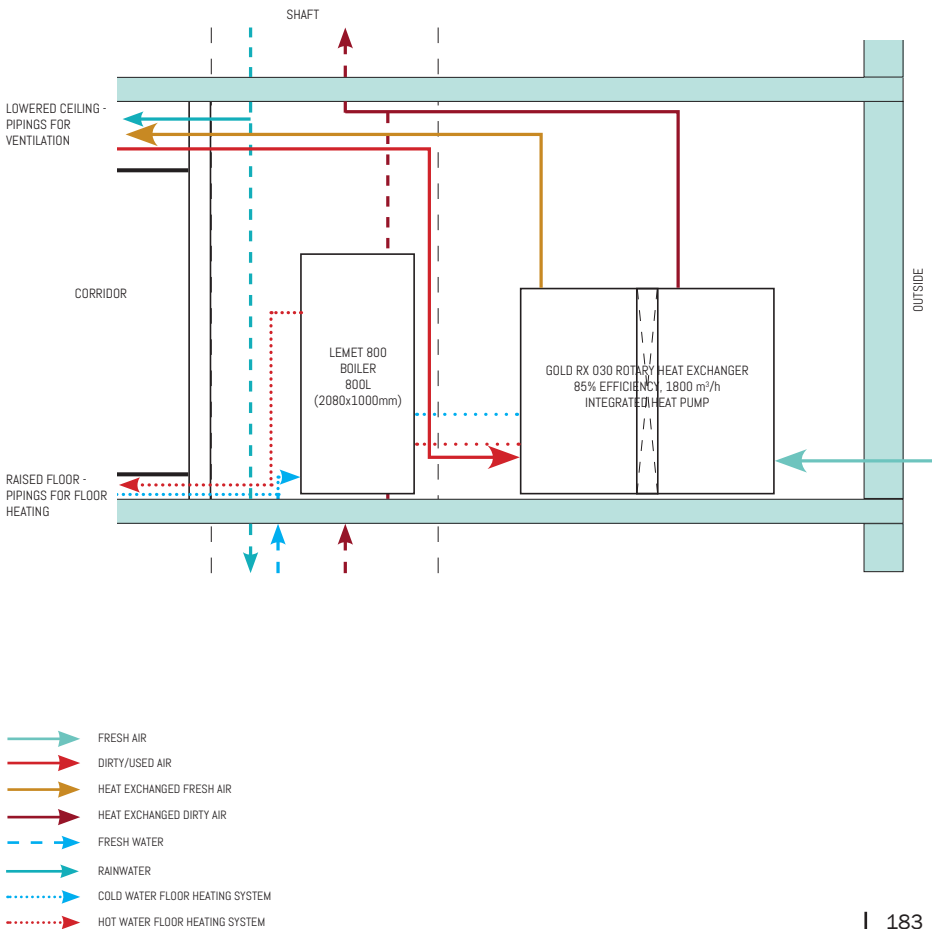 SHAFT
LOWERED CEILING -
PIPINGS FOR
VENTILATION
CORRIDOR
OUTSIDE
LEMET 800
BOILER
800L
(2080x1000mm)
GOLD RX 030 ROTARY HEAT EXCHANGER
85% EFFICIENCY, 1800 m³/h
INTEGRATED HEAT PUMP
RAISED FLOOR -
PIPINGS FOR FLOOR
HEATING
FRESH AIR
DIRTY/USED AIR
HEAT EXCHANGED FRESH AIR
HEAT EXCHANGED DIRTY AIR
FRESH WATER
RAINWATER
COLD WATER FLOOR HEATING SYSTEM
HOT WATER FLOOR HEATING SYSTEM
183